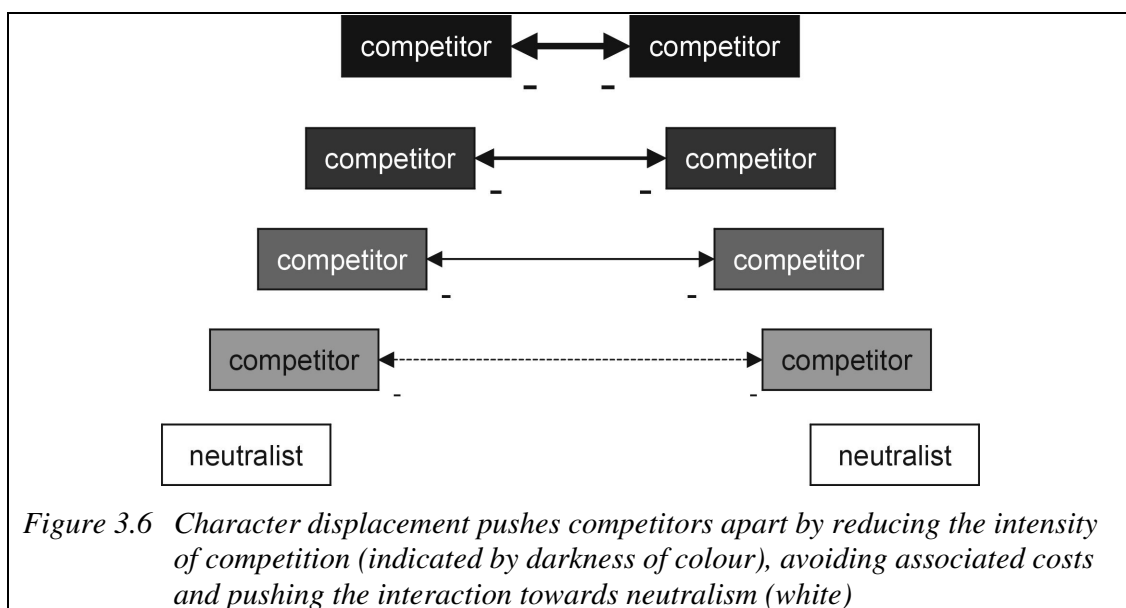 competitor competitor
- -
competitor competitor
- -
competitor competitor
- -
competitor competitor
- -
neutralist neutralist
Figure 3.6 Character displacement pushes competitors apart by reducing the intensity
of competition (indicated by darkness of colour), avoiding associated costs
and pushing the interaction towards neutralism (white)